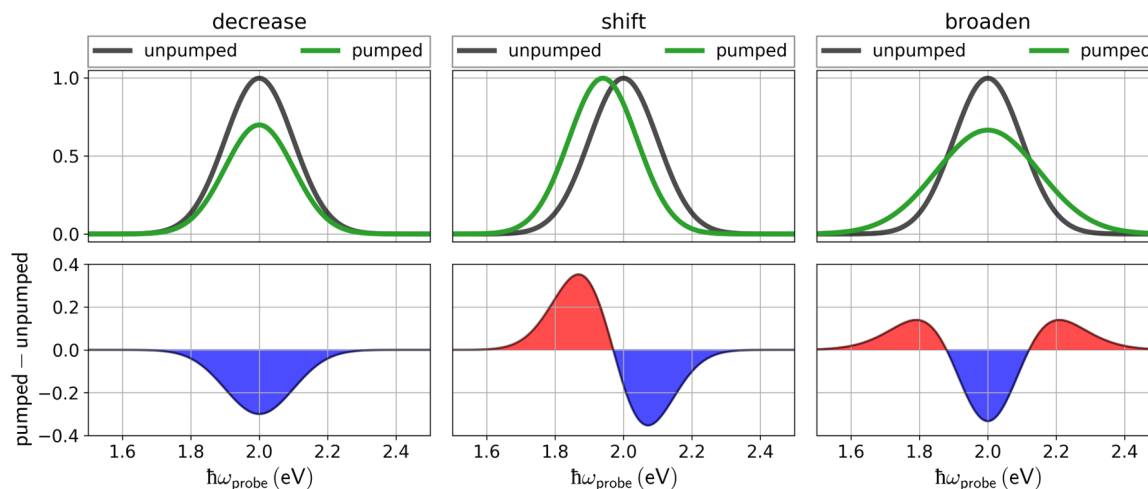 decrease
shift
broaden
unpumped pumped
unpumped pumped
unpumped pumped
1.0
0.5
0.0
pumped − unpumped
0.4
0.2
0.0
−0.2
−0.4
1.6 1.8 2.0 2.2 2.4
1.6 1.8 2.0 2.2 2.4
1.6 1.8 2.0 2.2 2.4
ħω_probe (eV)
ħω_probe (eV)
ħω_probe (eV)